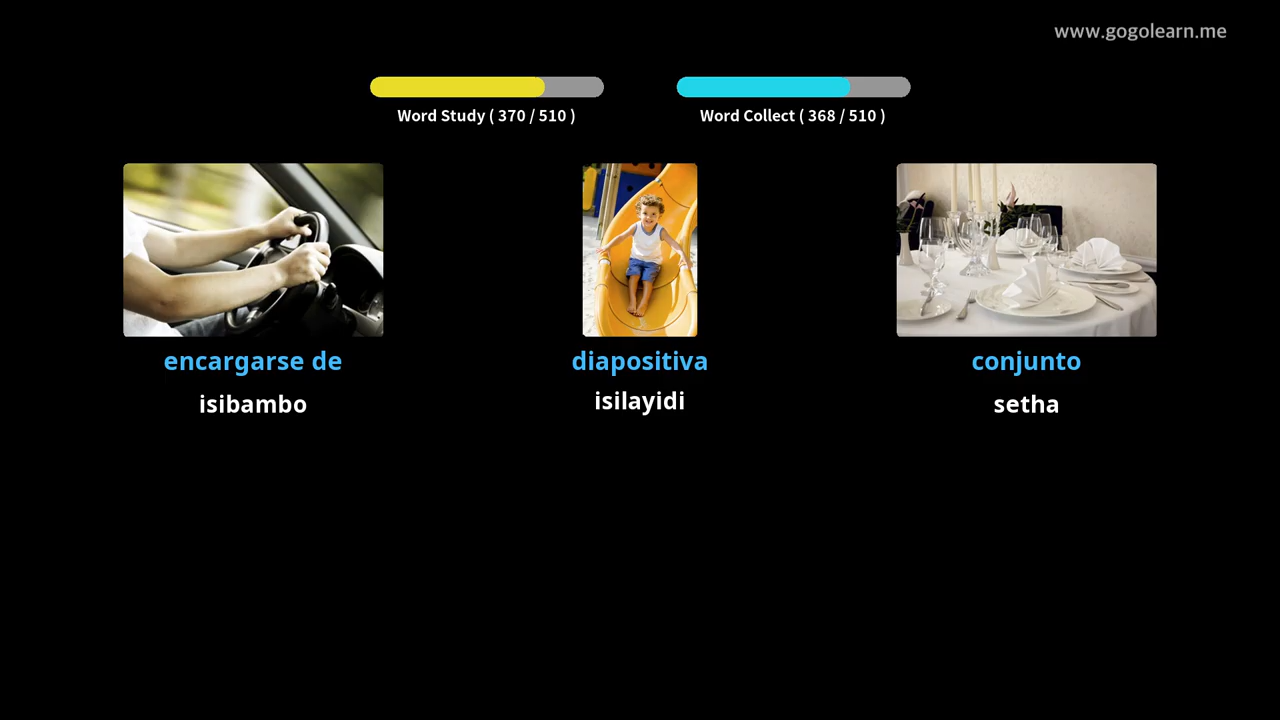 www.gogolearn.me
Word Study ( 370 / 510 )
Word Collect ( 368 / 510 )
encargarse de
diapositiva
conjunto
isibambo
isilayidi
setha